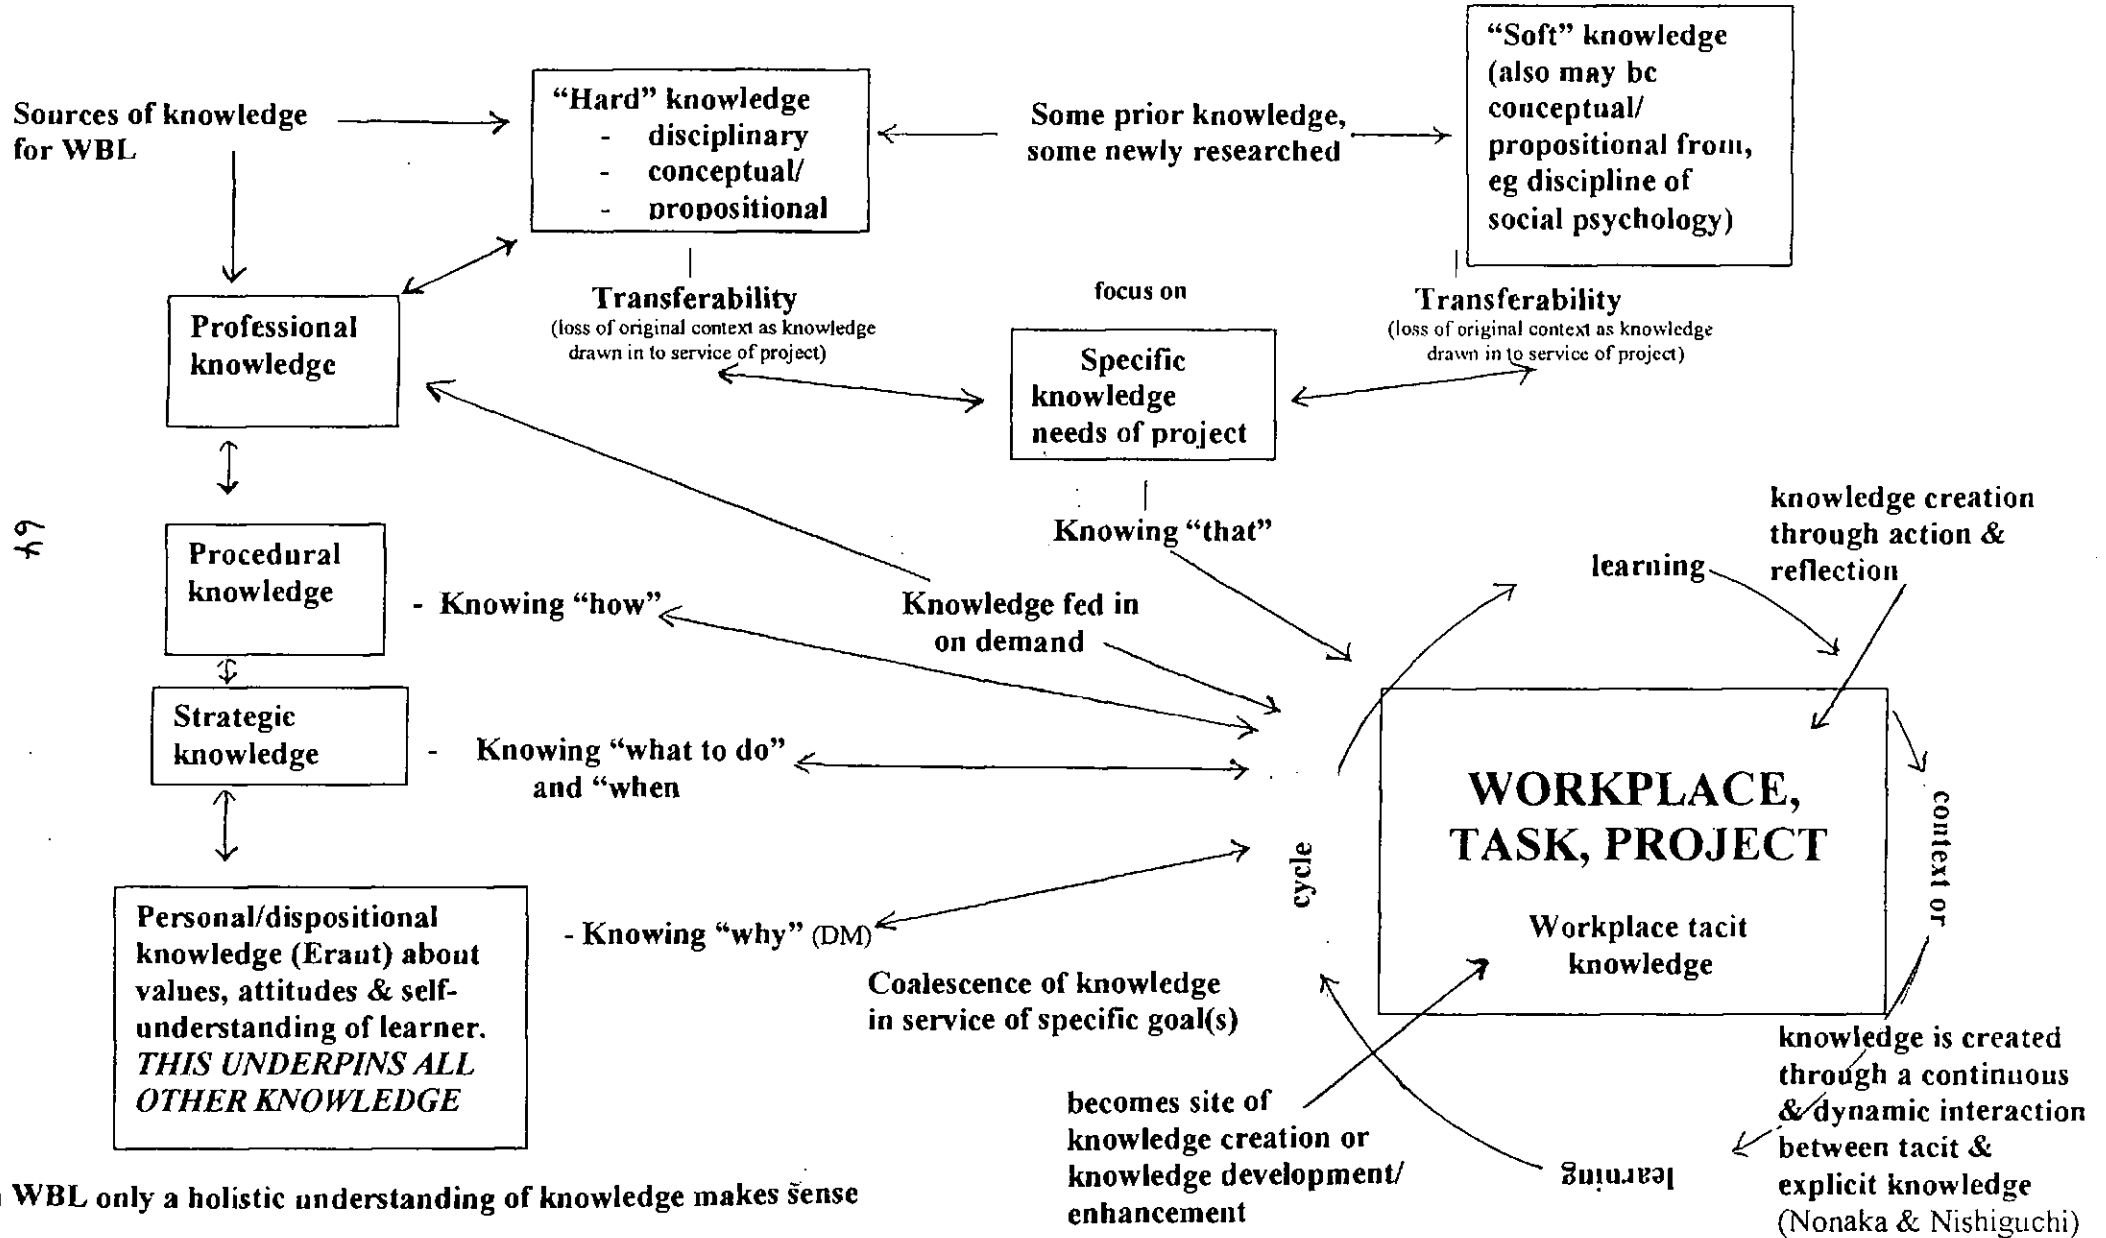 Sources of knowledge
for WBL
“Hard” knowledge
- disciplinary
- conceptual/
- propositional
Some prior knowledge,
some newly researched
“Soft” knowledge
(also may be
conceptual/
propositional from,
eg discipline of
social psychology)
Professional
knowledge
Transferability
(loss of original context as knowledge
drawn in to service of project)
focus on
Specific
knowledge
needs of project
Transferability
(loss of original context as knowledge
drawn in to service of project)
64
Procedural
knowledge
- Knowing “how”
Knowing “that”
Knowledge fed in
on demand
learning
knowledge creation
through action &
reflection
Strategic
knowledge
- Knowing “what to do”
and “when
cycle
WORKPLACE,
TASK, PROJECT
Workplace tacit
knowledge
context or
Personal/dispositional
knowledge (Eraut) about
values, attitudes & self-
understanding of learner.
THIS UNDERPINS ALL
OTHER KNOWLEDGE
- Knowing “why” (DM)
Coalescence of knowledge
in service of specific goal(s)
becomes site of
knowledge creation or
knowledge development/
enhancement
learning
knowledge is created
through a continuous
& dynamic interaction
between tacit &
explicit knowledge
(Nonaka & Nishiguchi)
WBL only a holistic understanding of knowledge makes sense